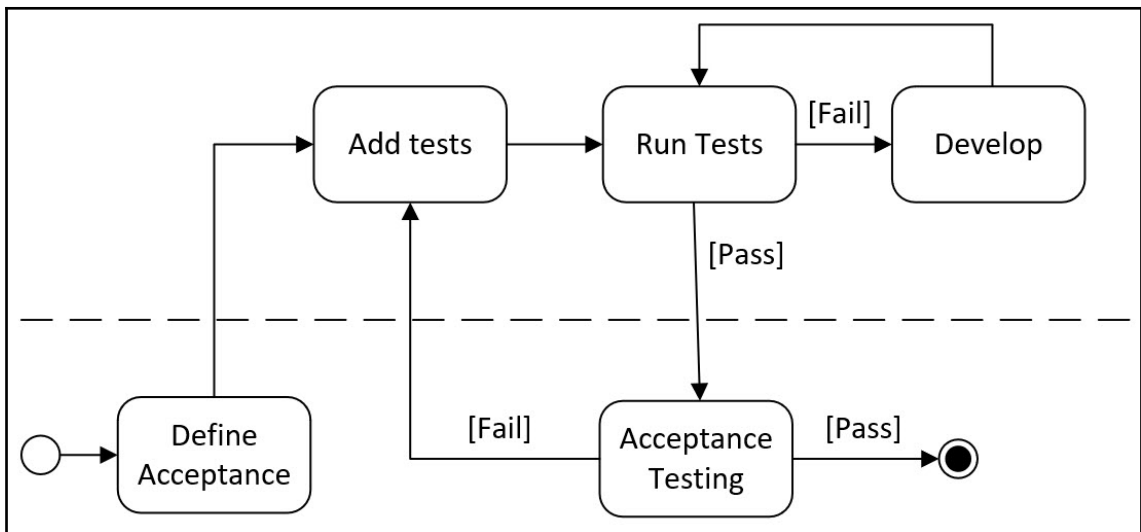 [Fail]
Add tests
Run Tests
Develop
[Pass]
Define
Acceptance
[Fail]
Acceptance
Testing
[Pass]